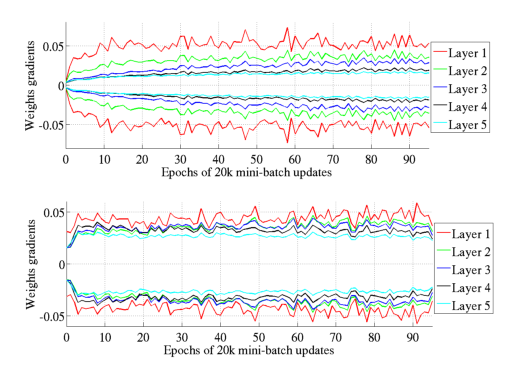 Weights gradients
0.05
0
-0.05
0 10 20 30 40 50 60 70 80 90
Epochs of 20k mini-batch updates
Layer 1
Layer 2
Layer 3
Layer 4
Layer 5
Weights gradients
0.05
0
-0.05
0 10 20 30 40 50 60 70 80 90
Epochs of 20k mini-batch updates
Layer 1
Layer 2
Layer 3
Layer 4
Layer 5